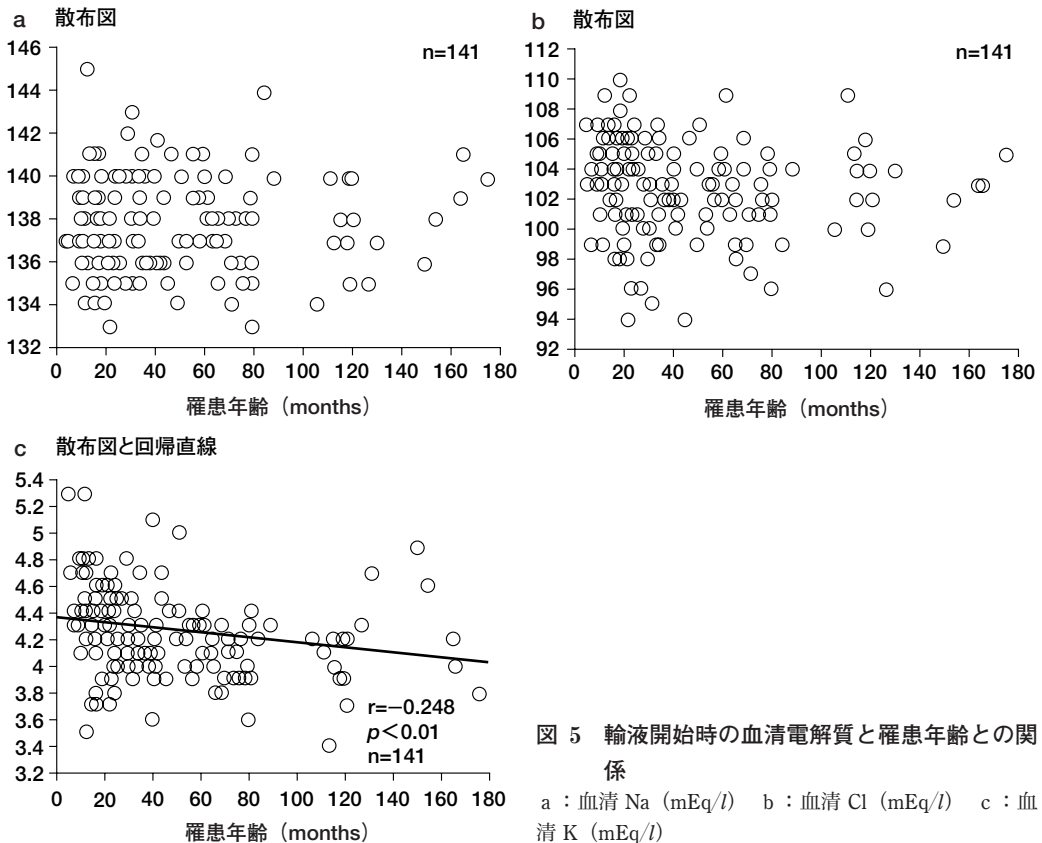 a 散布図
n=141
146
144
142
140
138
136
134
132
0 20 40 60 80 100 120 140 160 180
罹患年齢（months）
b 散布図
n=141
112
110
108
106
104
102
100
98
96
94
92
0 20 40 60 80 100 120 140 160 180
罹患年齢（months）
c 散布図と回帰直線
5.4
5.2
5
4.8
4.6
4.4
4.2
4
3.8
3.6
3.4
3.2
r=−0.248
p＜0.01
n=141
0 20 40 60 80 100 120 140 160 180
罹患年齢（months）
図 5 輸液開始時の血清電解質と罹患年齢との関
係
a：血清 Na（mEq/l） b：血清 Cl（mEq/l） c：血
清 K（mEq/l）